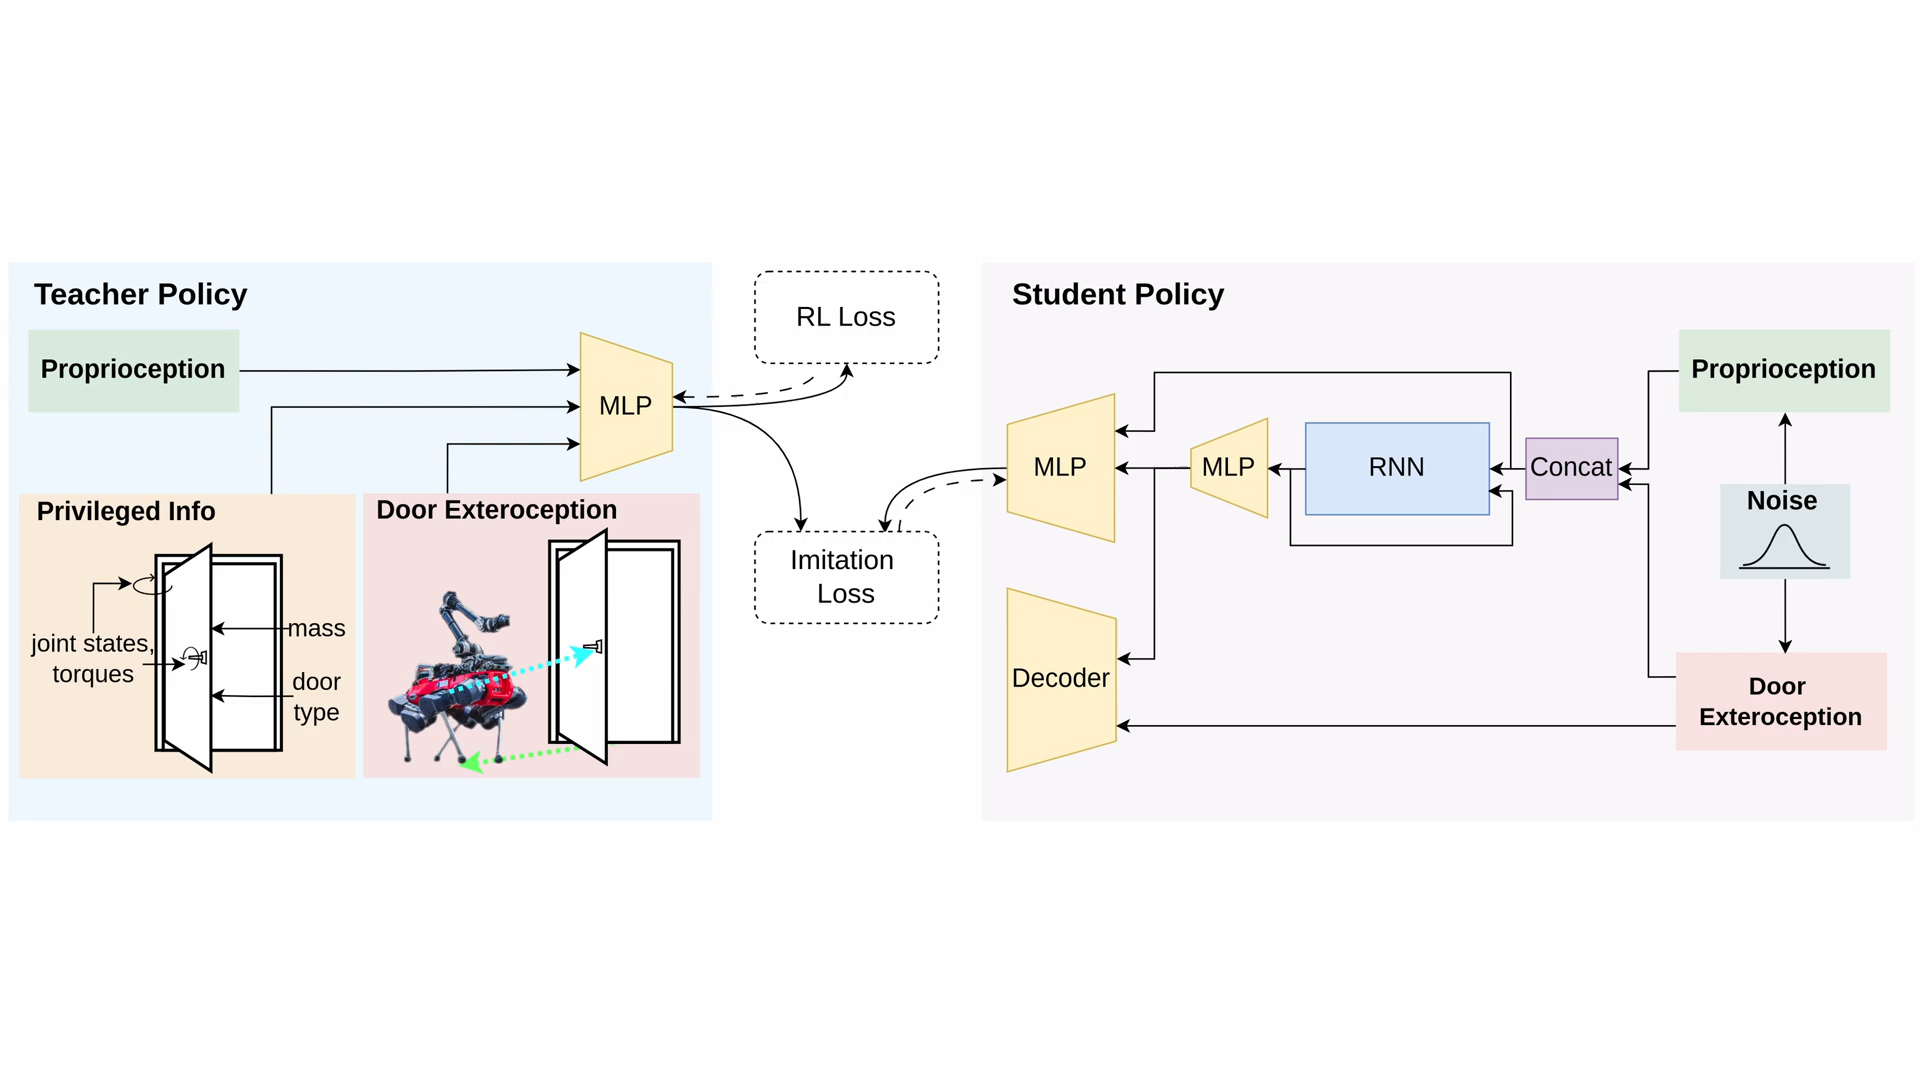 Teacher Policy
Proprioception
MLP
Privileged Info
joint states,
torques
mass
door
type
Door Exteroception
RL Loss
Imitation
Loss
Student Policy
MLP
MLP
RNN
Concat
Proprioception
Noise
Decoder
Door
Exteroception